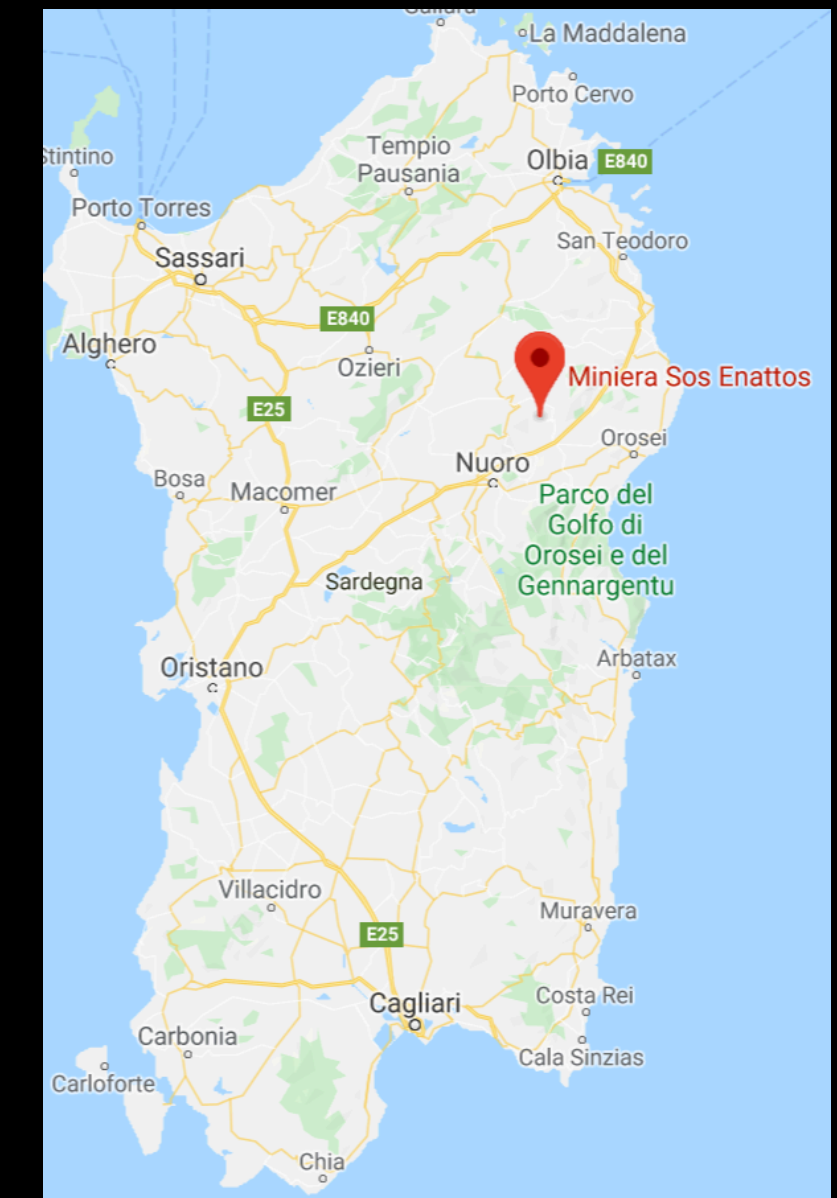 La Maddalena
Porto Cervo
Tempio
Pausania
Olbia
E840
Stintino
Porto Torres
San Teodoro
Sassari
E840
Alghero
Ozieri
Miniera Sos Enattos
E25
Orosei
Nuoro
Bosa
Macomer
Parco del
Golfo di
Orosei e del
Gennargentu
Sardegna
Oristano
Arbatax
Villacidro
Muravera
E25
Costa Rei
Cagliari
Carbonia
Cala Sinzias
Carloforte
Chia